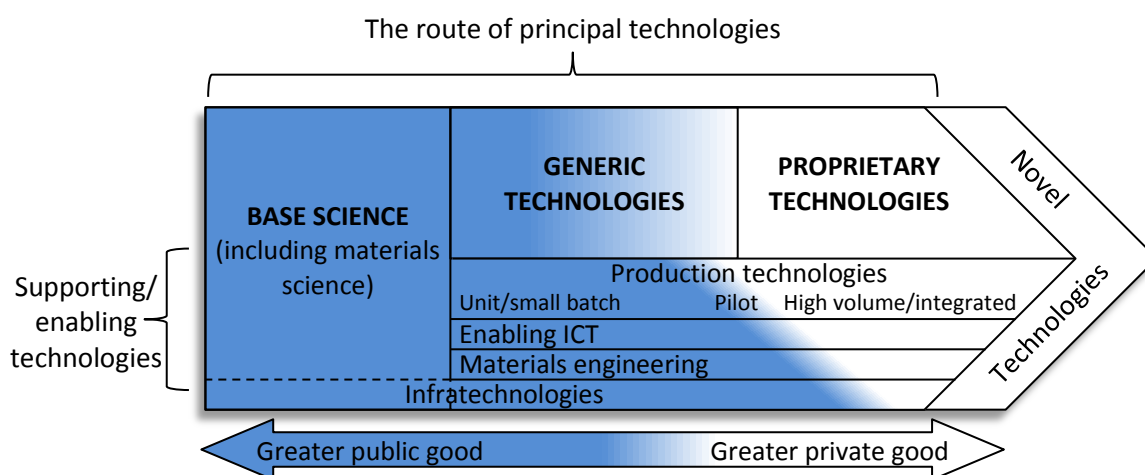 The route of principal technologies
BASE SCIENCE
(including materials
science)
GENERIC
TECHNOLOGIES
PROPRIETARY
TECHNOLOGIES
Novel
Technologies
Supporting/
enabling
technologies
Production technologies
Unit/small batch Pilot High volume/integrated
Enabling ICT
Materials engineering
Infratechnologies
Greater public good Greater private good